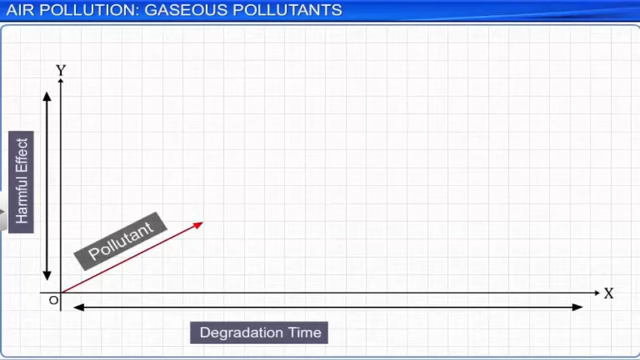 AIR POLLUTION: GASEOUS POLLUTANTS
Y
Harmful Effect
Pollutant
O
X
Degradation Time